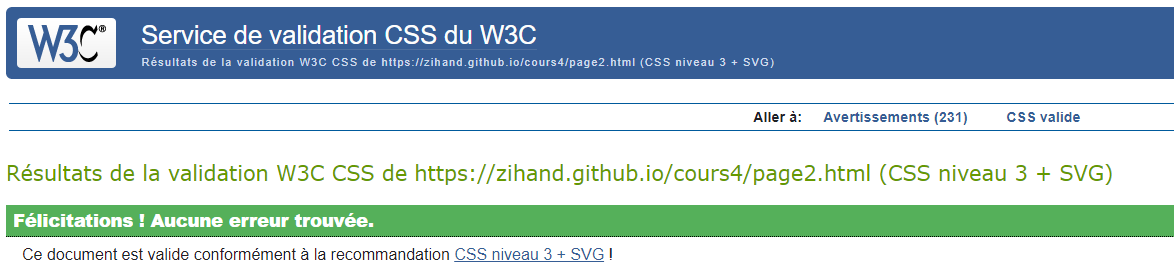 W3C®
Service de validation CSS du W3C
Résultats de la validation W3C CSS de https://zihand.github.io/cours4/page2.html (CSS niveau 3 + SVG)
Aller à: Avertissements (231) CSS valide
Résultats de la validation W3C CSS de https://zihand.github.io/cours4/page2.html (CSS niveau 3 + SVG)
Félicitations ! Aucune erreur trouvée.
Ce document est valide conformément à la recommandation CSS niveau 3 + SVG !